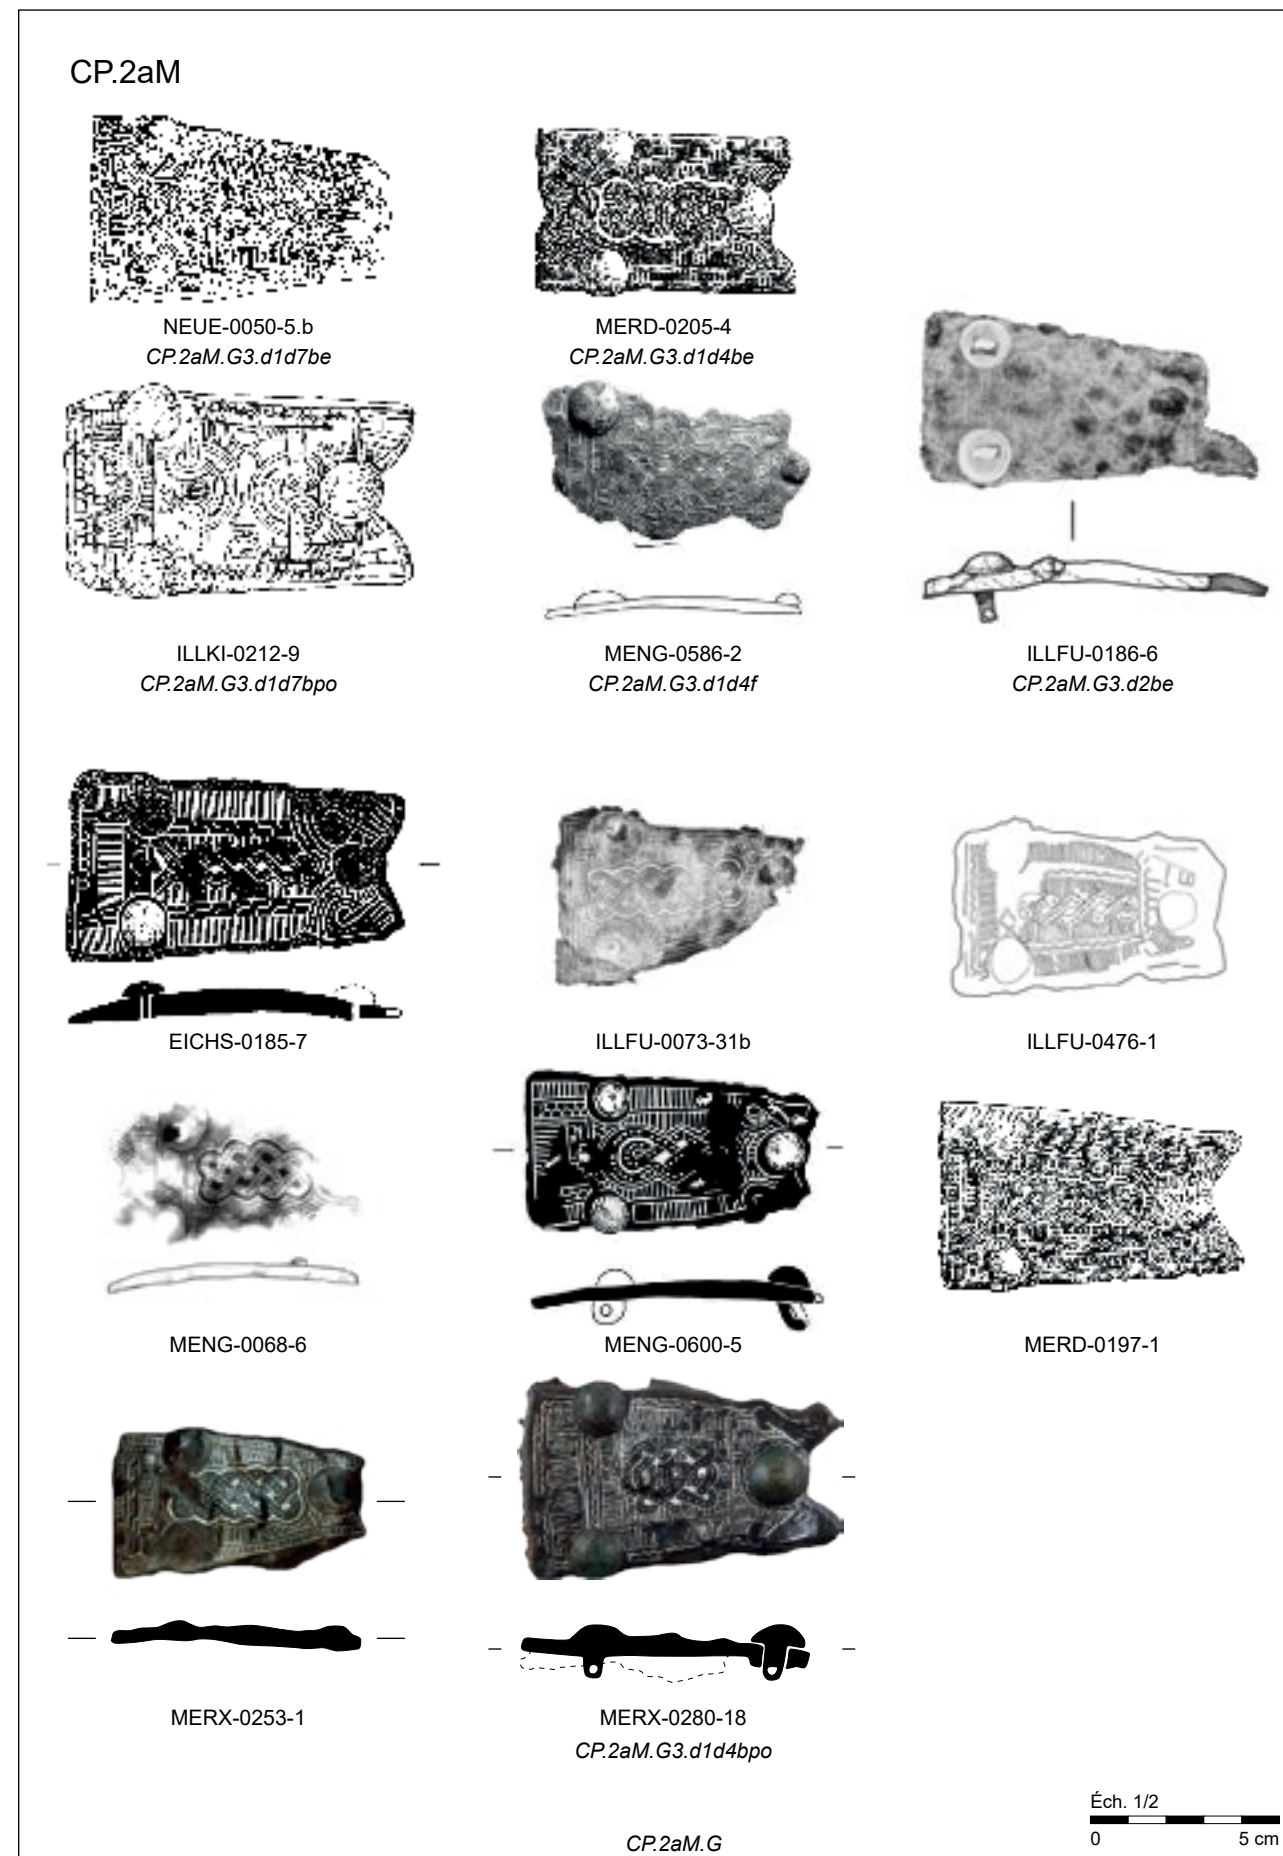 CP.2aM
NEUE-0050-5.b
CP.2aM.G3.d1d7be
MERD-0205-4
CP.2aM.G3.d1d4be
ILLKI-0212-9
CP.2aM.G3.d1d7bpo
MENG-0586-2
CP.2aM.G3.d1d4f
ILLFU-0186-6
CP.2aM.G3.d2be
EICHS-0185-7
ILLFU-0073-31b
ILLFU-0476-1
MENG-0068-6
MENG-0600-5
MERD-0197-1
MERX-0253-1
MERX-0280-18
CP.2aM.G3.d1d4bpo
Éch. 1/2
0 5 cm
CP.2aM.G